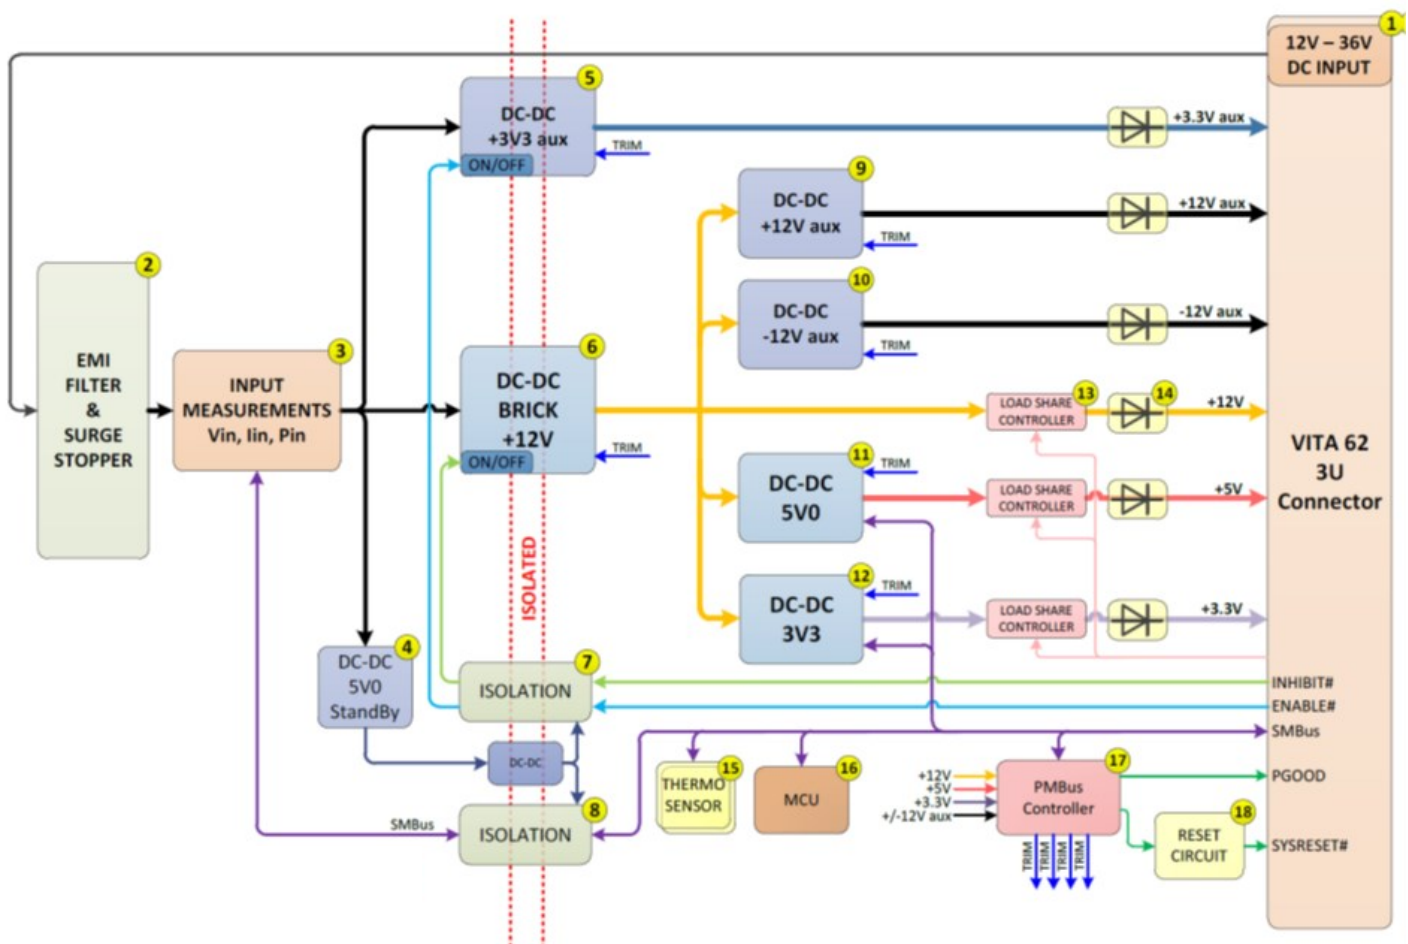 1
12V – 36V
DC INPUT
5
DC-DC
+3V3 aux
ON/OFF
TRIM
+3.3V aux
9
DC-DC
+12V aux
TRIM
+12V aux
10
DC-DC
-12V aux
TRIM
-12V aux
2
EMI
FILTER
&
SURGE
STOPPER
3
INPUT
MEASUREMENTS
Vin, Iin, Pin
6
DC-DC
BRICK
+12V
ON/OFF
TRIM
13
LOAD SHARE
CONTROLLER
14
+12V
11
DC-DC
5V0
TRIM
LOAD SHARE
CONTROLLER
+5V
VITA 62
3U
Connector
ISOLATED
12
DC-DC
3V3
TRIM
LOAD SHARE
CONTROLLER
+3.3V
4
DC-DC
5V0
StandBy
7
ISOLATION
INHIBIT#
ENABLE#
SMBus
DC-DC
8
ISOLATION
SMBus
15
THERMO
SENSOR
16
MCU
+12V
+5V
+3.3V
+/-12V aux
17
PMBus
Controller
TRIM
TRIM
TRIM
TRIM
PGOOD
18
RESET
CIRCUIT
SYSRESET#